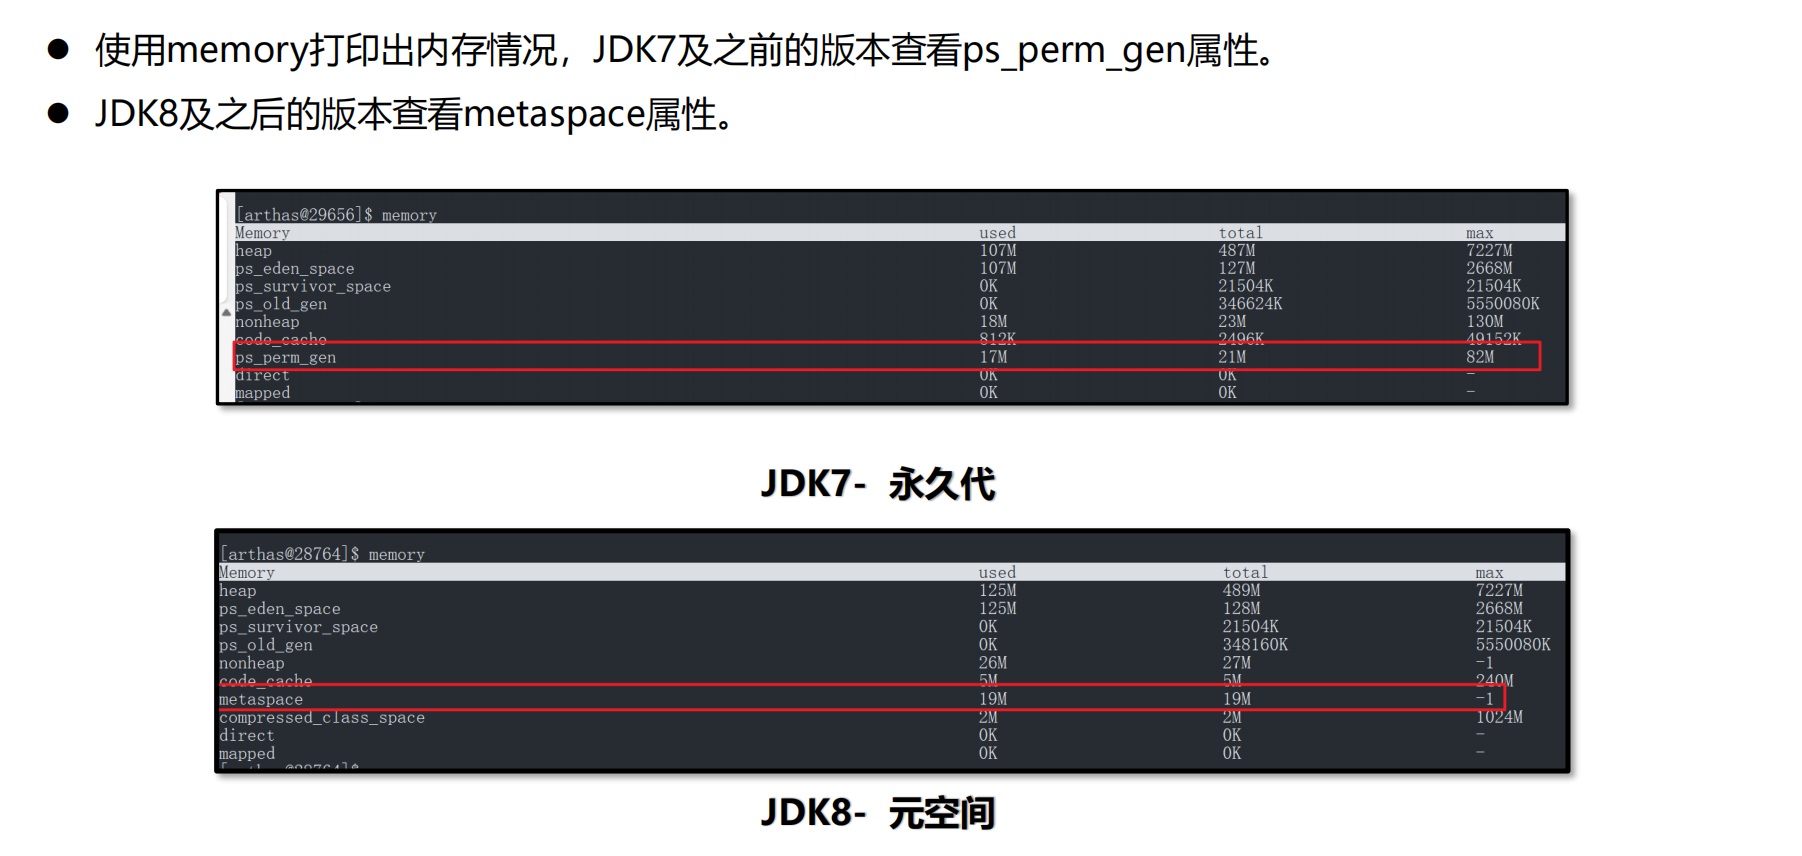 ● 使用memory打印出内存情况，JDK7及之前的版本查看ps_perm_gen属性。
● JDK8及之后的版本查看metaspace属性。
[arthas@29656]$ memory
Memory used total max
heap 107M 487M 7227M
ps_eden_space 107M 127M 2668M
ps_survivor_space 0K 21504K 21504K
ps_old_gen 0K 346624K 5550080K
nonheap 18M 23M 130M
code_cache 812K 2496K 49152K
ps_perm_gen 17M 21M 82M
direct 0K 0K -
mapped 0K 0K -
JDK7- 永久代
[arthas@28764]$ memory
Memory used total max
heap 125M 489M 7227M
ps_eden_space 125M 128M 2668M
ps_survivor_space 0K 21504K 21504K
ps_old_gen 0K 348160K 5550080K
nonheap 26M 27M -1
code_cache 5M 5M 240M
metaspace 19M 19M -1
compressed_class_space 2M 2M 1024M
direct 0K 0K -
mapped 0K 0K -
JDK8- 元空间